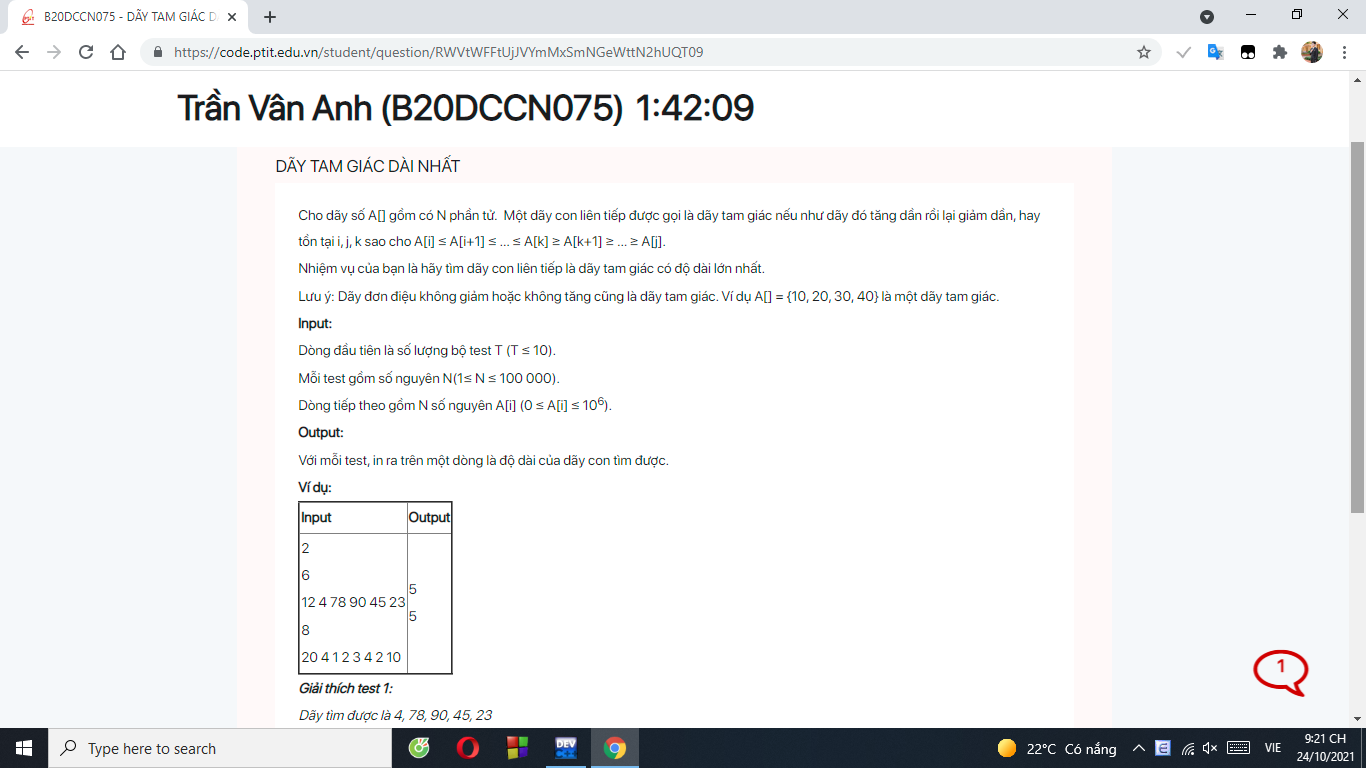 B20DCCN075 - DÃY TAM GIÁC D
https://code.ptit.edu.vn/student/question/RWVtWFFtUjJVYmMxSmNGeWttN2hUQT09
Trần Vân Anh (B20DCCN075) 1:42:09
DÃY TAM GIÁC DÀI NHẤT
Cho dãy số A[] gồm có N phần tử. Một dãy con liên tiếp được gọi là dãy tam giác nếu như dãy đó tăng dần rồi lại giảm dần, hay
tồn tại i, j, k sao cho A[i] ≤ A[i+1] ≤ ... ≤ A[k] ≥ A[k+1] ≥ ... ≥ A[j].
Nhiệm vụ của bạn là hãy tìm dãy con liên tiếp là dãy tam giác có độ dài lớn nhất.
Lưu ý: Dãy đơn điệu không giảm hoặc không tăng cũng là dãy tam giác. Ví dụ A[] = {10, 20, 30, 40} là một dãy tam giác.
Input:
Dòng đầu tiên là số lượng bộ test T (T ≤ 10).
Mỗi test gồm số nguyên N(1≤ N ≤ 100 000).
Dòng tiếp theo gồm N số nguyên A[i] (0 ≤ A[i] ≤ 10^6).
Output:
Với mỗi test, in ra trên một dòng là độ dài của dãy con tìm được.
Ví dụ:
Input Output
2
6
12 4 78 90 45 23
8
20 4 1 2 3 4 2 10
5
5
Giải thích test 1:
Dãy tìm được là 4, 78, 90, 45, 23
1
Type here to search
DEV
22°C Có nắng
VIE
9:21 CH
24/10/2021